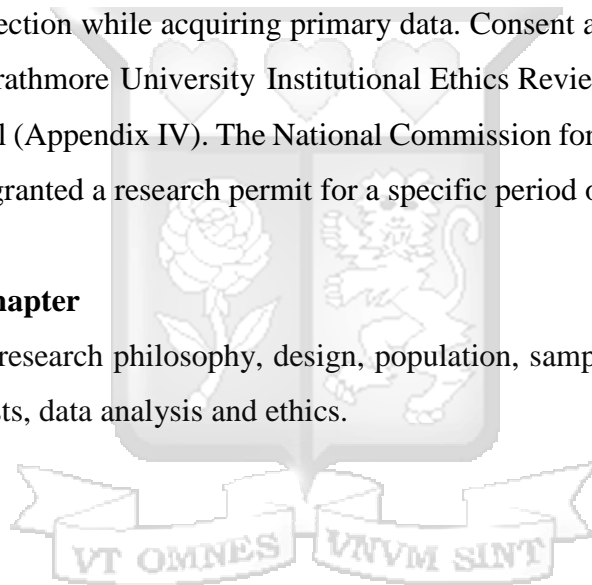 ection while acquiring primary data. Consent a
rathmore University Institutional Ethics Revie
l (Appendix IV). The National Commission for
granted a research permit for a specific period o
hapter
research philosophy, design, population, samp
sts, data analysis and ethics.
VT OMNES VNVM SINT